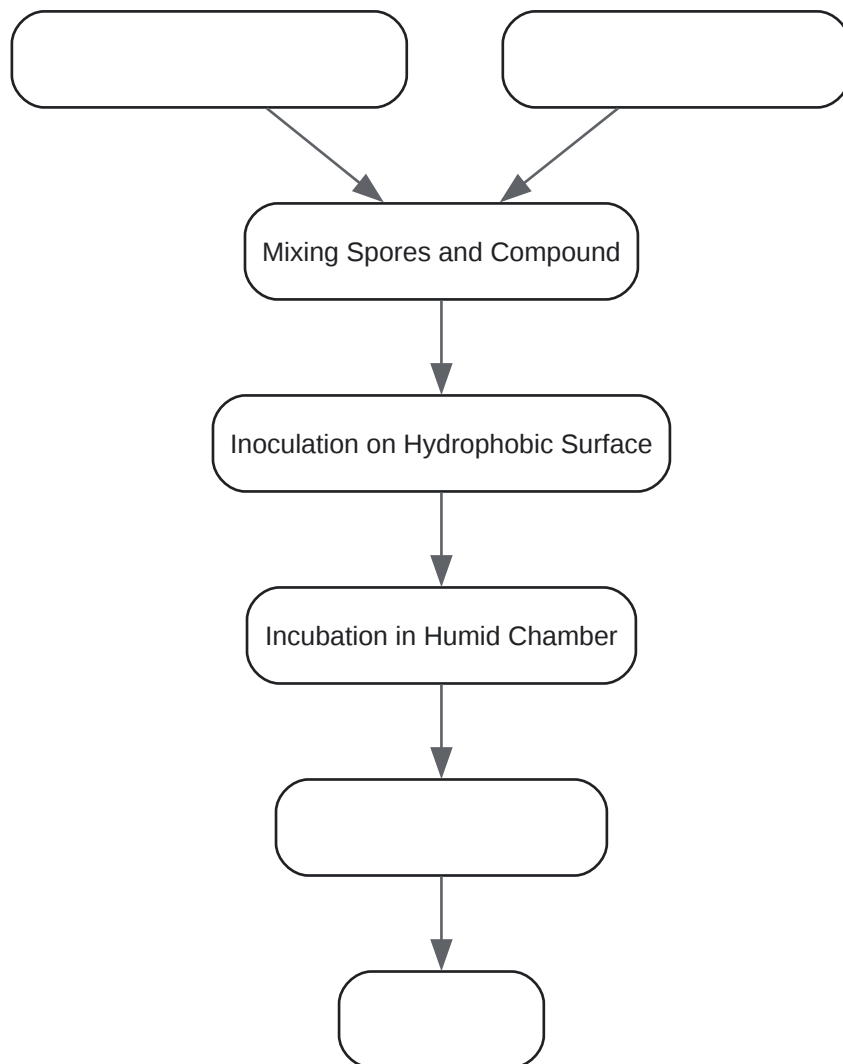 Mixing Spores and Compound
Inoculation on Hydrophobic Surface
Incubation in Humid Chamber